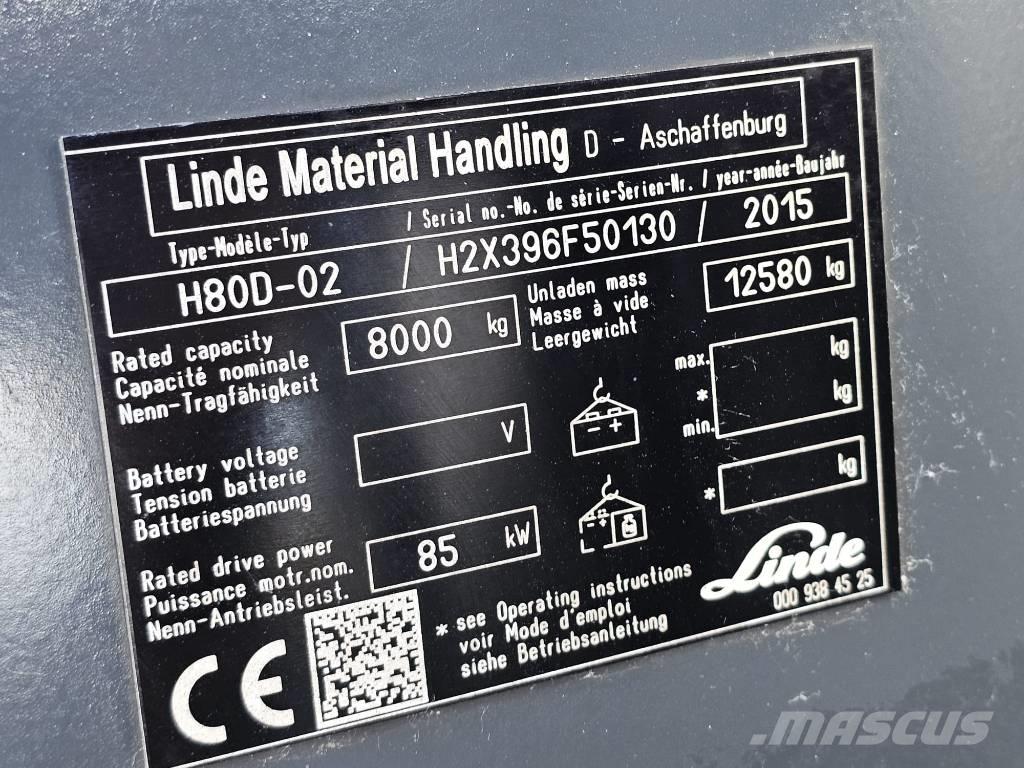 Linde Material Handling D - Aschaffenburg
Type-Modèle-Typ / Serial no.-No. de série-Serien-Nr. / year-année-Baujahr
H80D-02 / H2X396F50130 / 2015
Rated capacity
Capacité nominale
Nenn-Tragfähigkeit
8000 kg
Unladen mass
Masse à vide
Leergewicht
12580 kg
max. kg
* kg
min.
Battery voltage
Tension batterie
Batteriespannung
V
- +
* kg
Rated drive power
Puissance motr.nom.
Nenn-Antriebsleist.
85 kW
- +
Linde
000 938 45 25
* see Operating instructions
voir Mode d'emploi
siehe Betriebsanleitung
CE
MASCUS